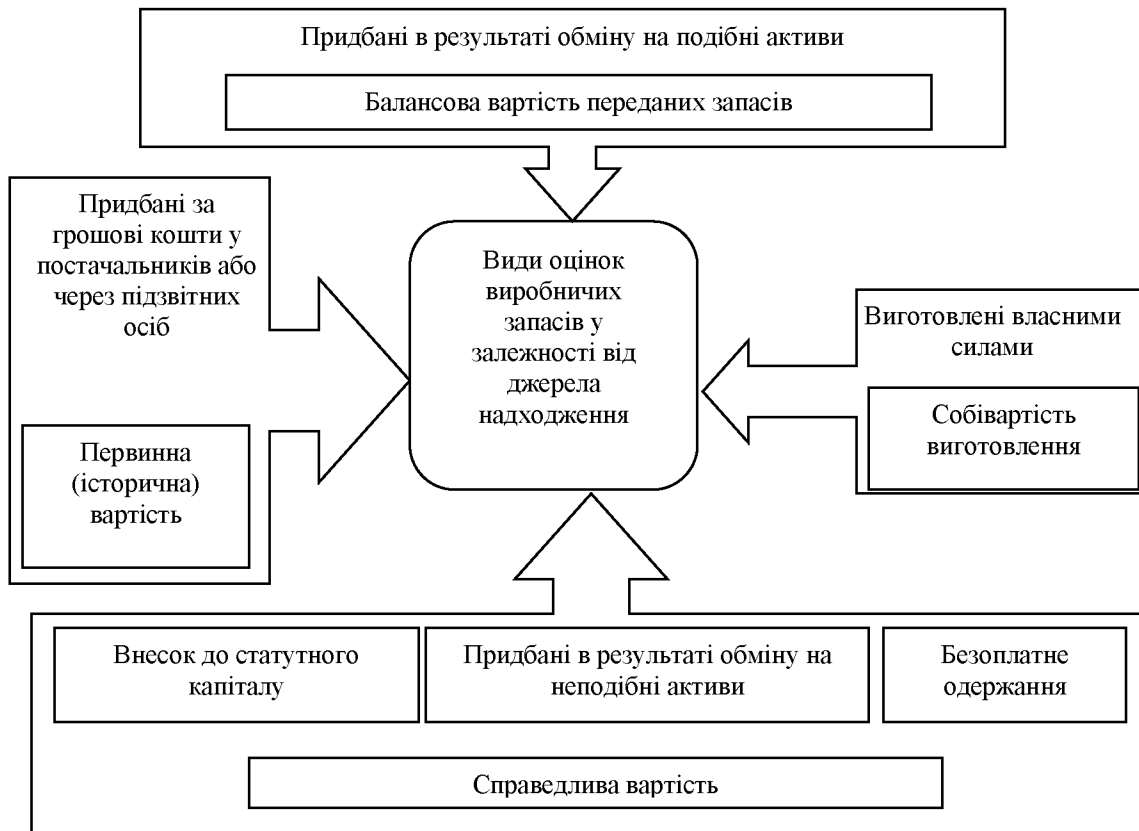 Придбані в результаті обміну на подібні активи
Балансова вартість переданих запасів
Придбані за
грошові кошти у
постачальників або
через підзвітних
осіб
Первинна
(історична)
вартість
Види оцінок
виробничих
запасів у
залежності від
джерела
надходження
Виготовлені власними
силами
Собівартість
виготовлення
Внесок до статутного
капіталу
Придбані в результаті обміну на
неподібні активи
Безоплатне
одержання
Справедлива вартість